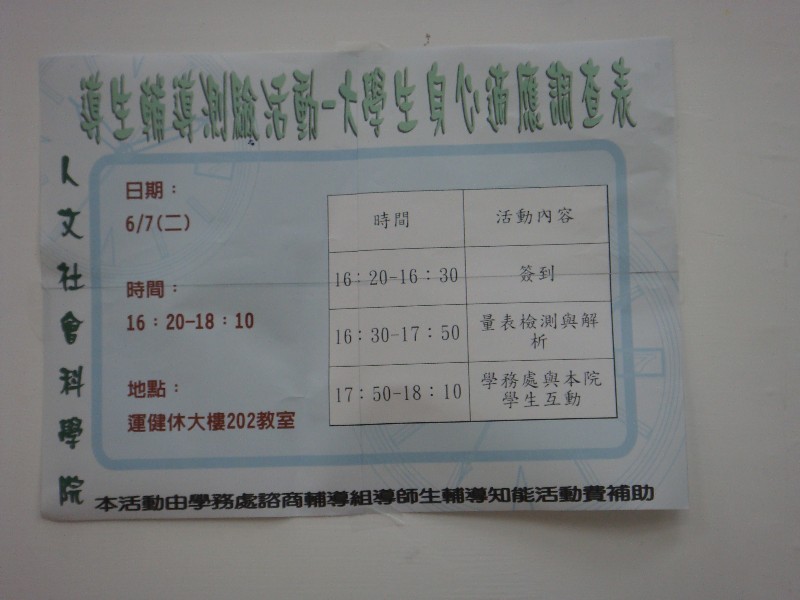 導生輔導測驗活動-大學生身心適應調查表
人文社會科學院
日期：
6/7(二)
時間：
16：20-18：10
地點：
運健休大樓202教室
時間 活動內容
16：20-16：30 簽到
16：30-17：50 量表檢測與解
析
17：50-18：10 學務處與本院
學生互動
本活動由學務處諮商輔導組導師生輔導知能活動費補助